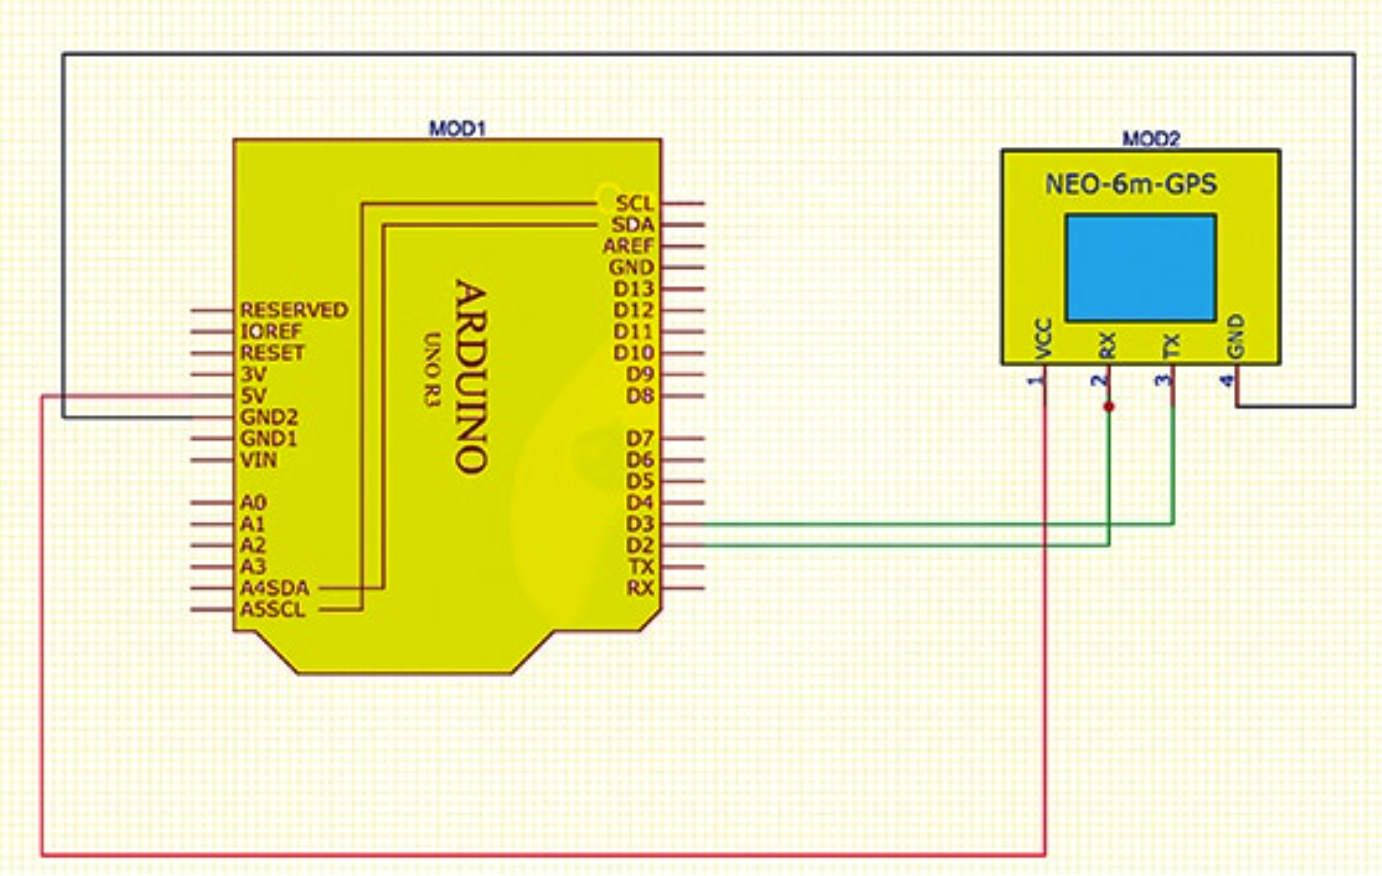 MOD1
SCL
SDA
AREF
GND
D13
D12
D11
D10
D9
D8
D7
D6
D5
D4
D3
D2
TX
RX
RESERVED
IOREF
RESET
3V
5V
GND2
GND1
VIN
A0
A1
A2
A3
A4SDA
A5SCL
ARDUINO
UNO R3
MOD2
NEO-6m-GPS
VCC
RX
TX
GND
1
2
3
4